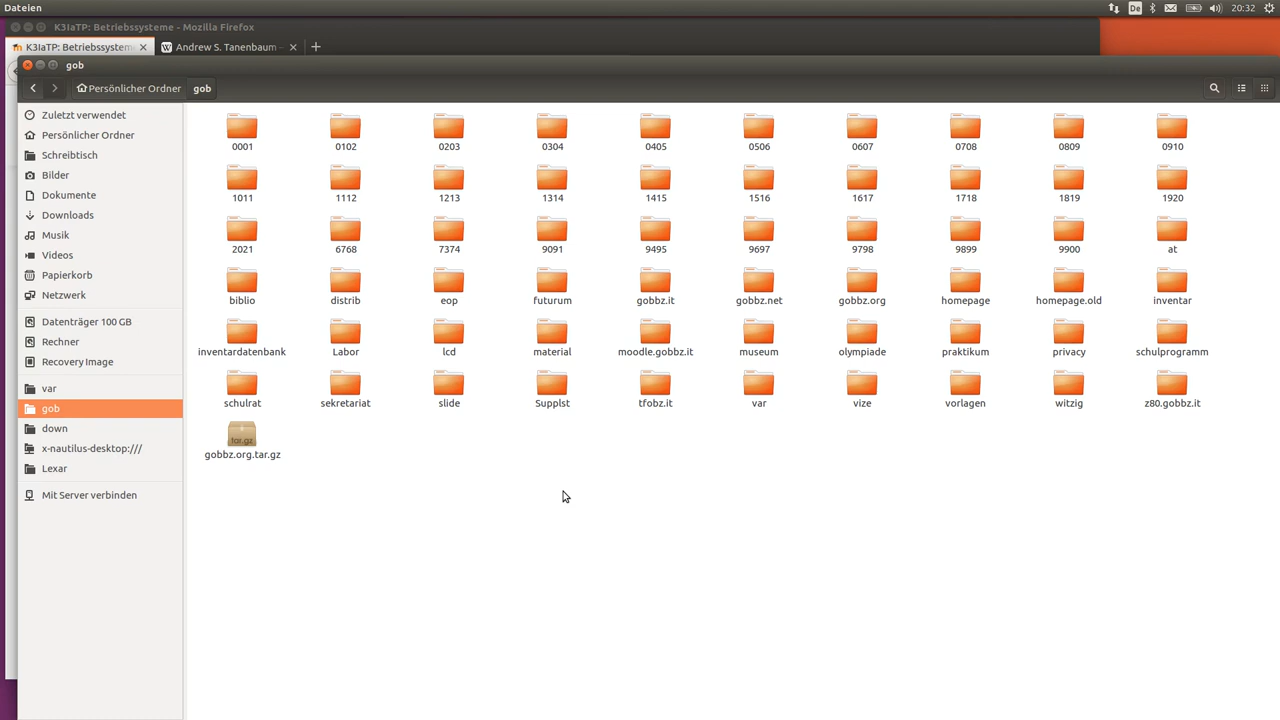 Dateien
De
20:32
K3IaTP: Betriebssysteme - Mozilla Firefox
K3IaTP: Betriebssysteme
Andrew S. Tanenbaum –
gob
Persönlicher Ordner
gob
Zuletzt verwendet
Persönlicher Ordner
Schreibtisch
Bilder
Dokumente
Downloads
Musik
Videos
Papierkorb
Netzwerk
Datenträger 100 GB
Rechner
Recovery Image
var
gob
down
x-nautilus-desktop:///
Lexar
Mit Server verbinden
0001 0102 0203 0304 0405 0506 0607 0708 0809 0910
1011 1112 1213 1314 1415 1516 1617 1718 1819 1920
2021 6768 7374 9091 9495 9697 9798 9899 9900 at
biblio distrib eop futurum gobbz.it gobbz.net gobbz.org homepage homepage.old inventar
inventardatenbank Labor lcd material moodle.gobbz.it museum olympiade praktikum privacy schulprogramm
schulrat sekretariat slide Supplst tfobz.it var vize vorlagen witzig z80.gobbz.it
tar.gz
gobbz.org.tar.gz